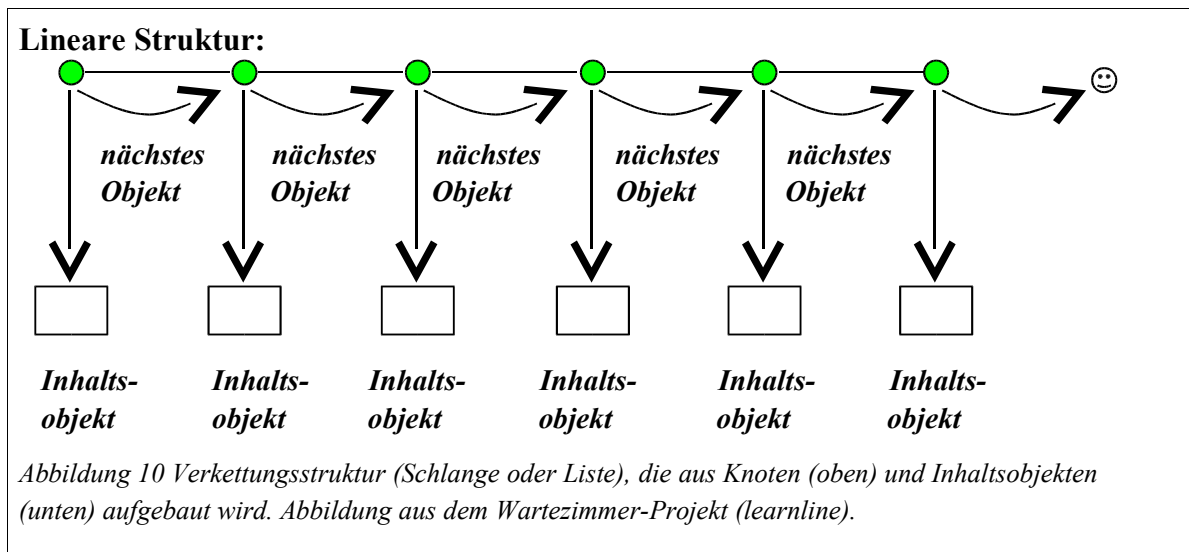 Lineare Struktur:
nächstes nächstes nächstes nächstes nächstes
Objekt Objekt Objekt Objekt Objekt
Inhalts- Inhalts- Inhalts- Inhalts- Inhalts- Inhalts-
objekt objekt objekt objekt objekt objekt
Abbildung 10 Verkettungsstruktur (Schlange oder Liste), die aus Knoten (oben) und Inhaltsobjekten
(unten) aufgebaut wird. Abbildung aus dem Wartezimmer-Projekt (learnline).